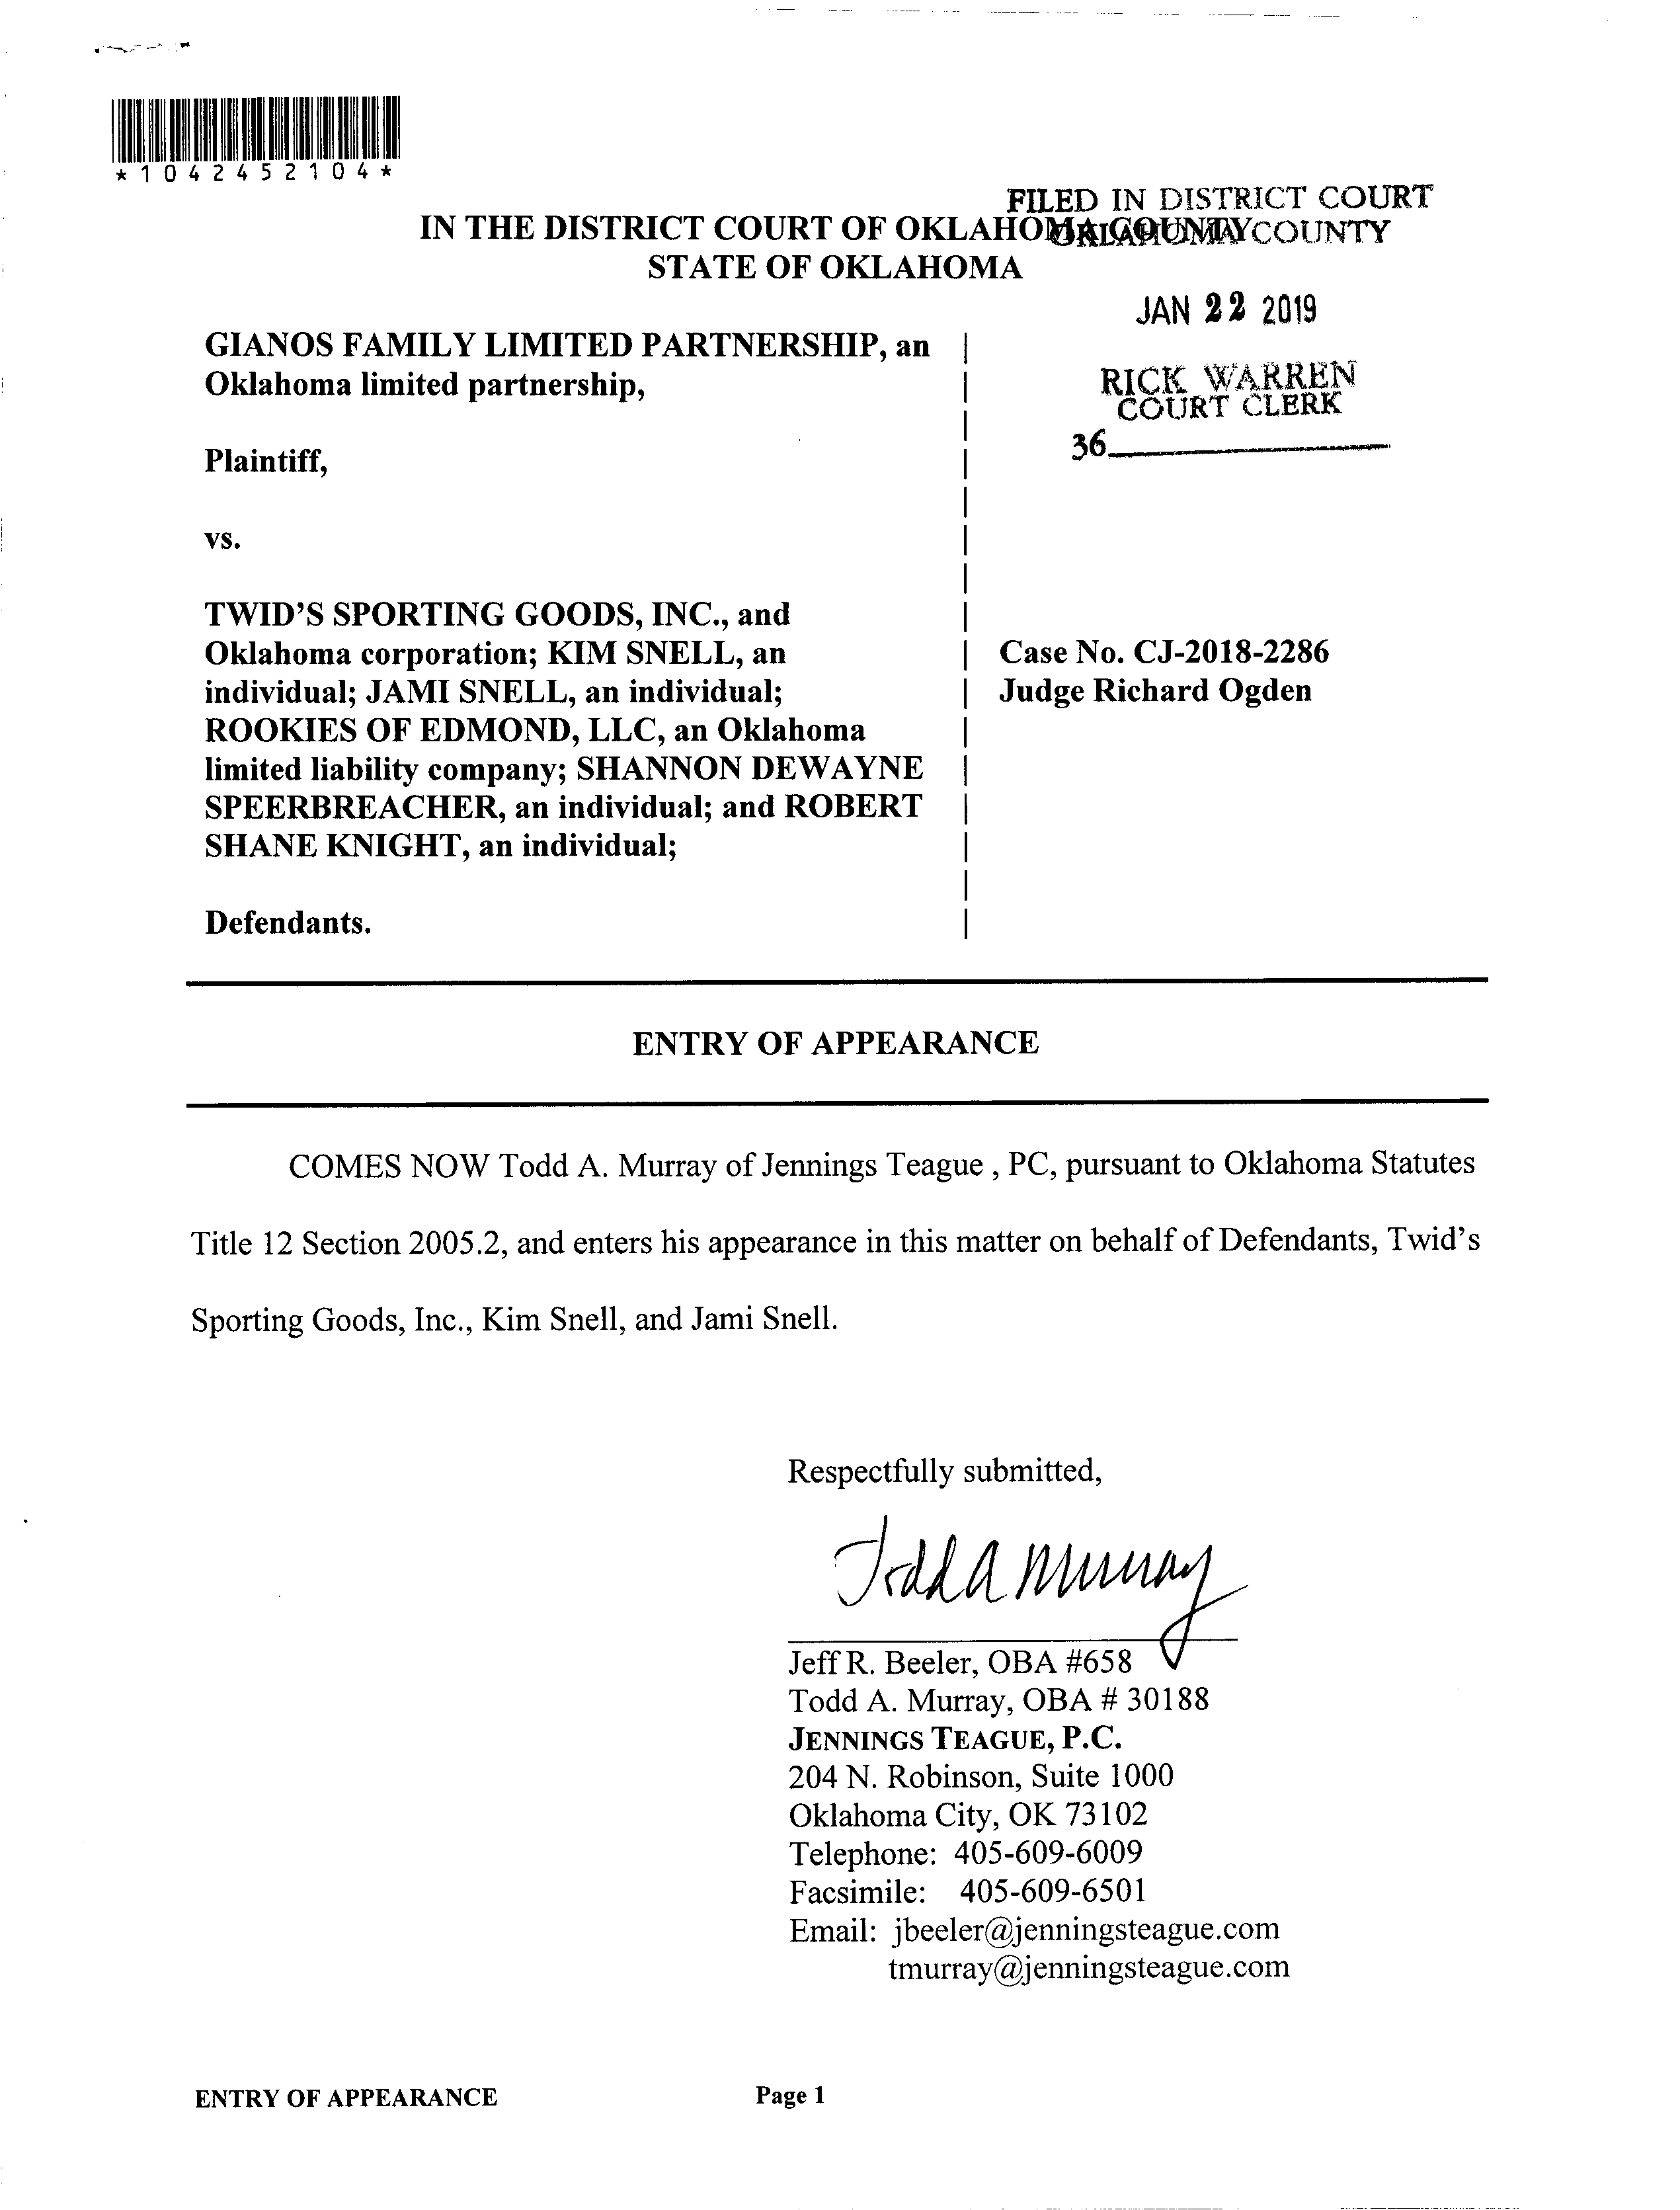 *1042452104*
FILED IN DISTRICT COURT
OKLAHOMA COUNTY
IN THE DISTRICT COURT OF OKLAHOMA COUNTY
STATE OF OKLAHOMA
JAN 22 2019
RICK WARREN
COURT CLERK
36
GIANOS FAMILY LIMITED PARTNERSHIP, an
Oklahoma limited partnership,
Plaintiff,
vs.
TWID'S SPORTING GOODS, INC., and
Oklahoma corporation; KIM SNELL, an
individual; JAMI SNELL, an individual;
ROOKIES OF EDMOND, LLC, an Oklahoma
limited liability company; SHANNON DEWAYNE
SPEERBREACHER, an individual; and ROBERT
SHANE KNIGHT, an individual;
Defendants.
Case No. CJ-2018-2286
Judge Richard Ogden
ENTRY OF APPEARANCE
COMES NOW Todd A. Murray of Jennings Teague , PC, pursuant to Oklahoma Statutes
Title 12 Section 2005.2, and enters his appearance in this matter on behalf of Defendants, Twid's
Sporting Goods, Inc., Kim Snell, and Jami Snell.
Respectfully submitted,
Todd A Murray
Jeff R. Beeler, OBA #658
Todd A. Murray, OBA # 30188
JENNINGS TEAGUE, P.C.
204 N. Robinson, Suite 1000
Oklahoma City, OK 73102
Telephone: 405-609-6009
Facsimile: 405-609-6501
Email: jbeeler@jenningsteague.com
tmurray@jenningsteague.com
ENTRY OF APPEARANCE
Page 1